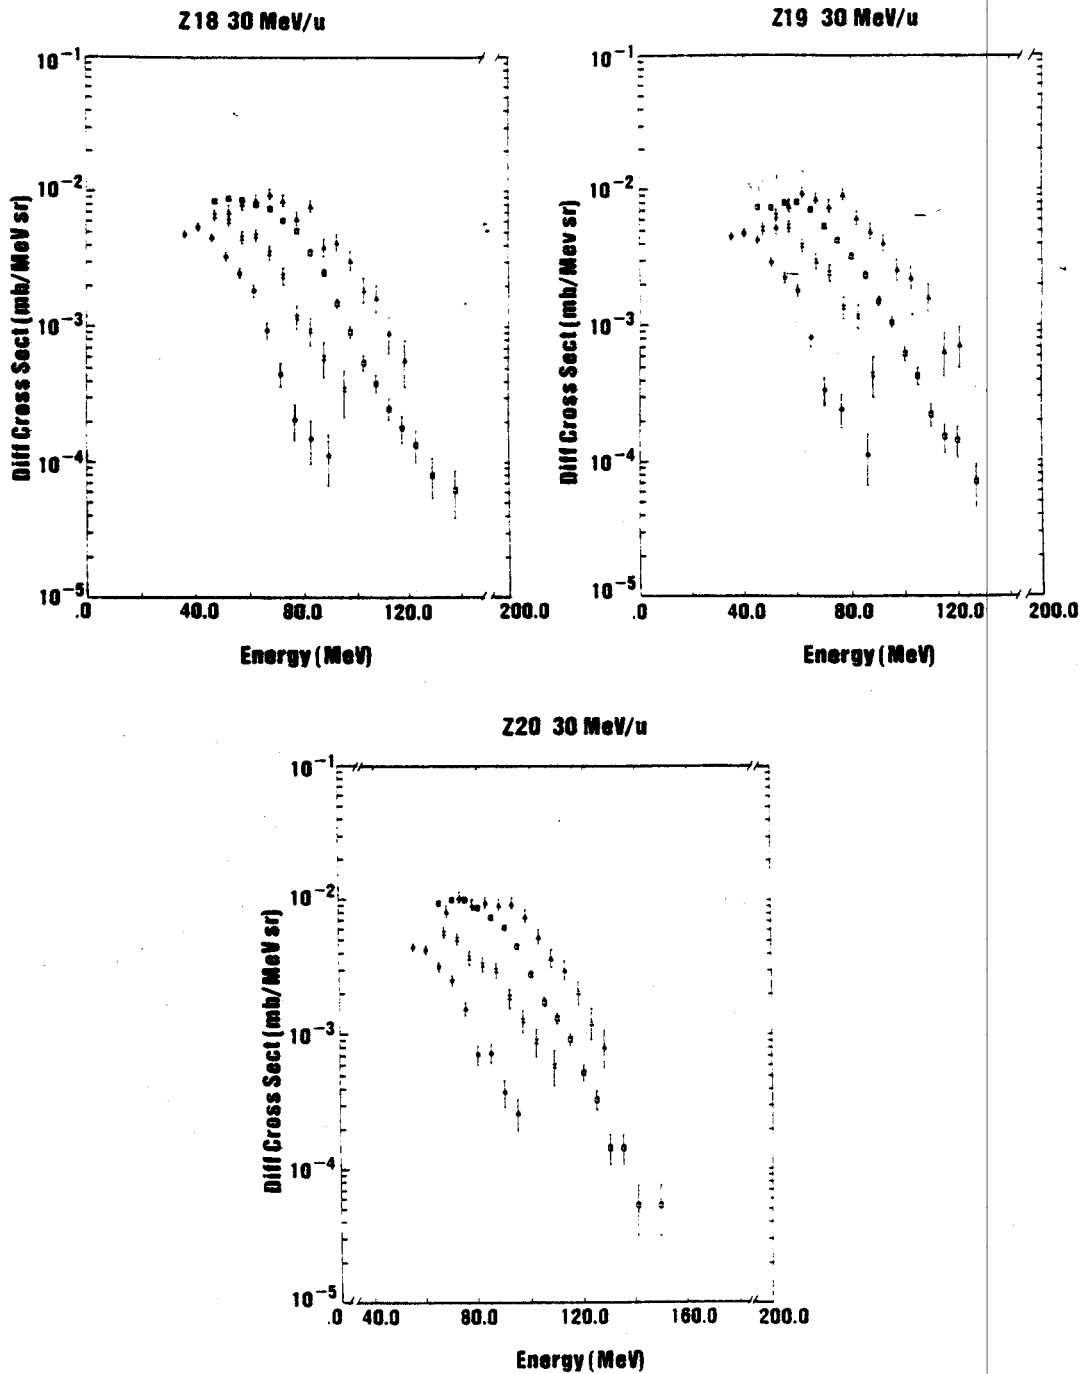 Z18 30 MeV/u
10⁻¹
10⁻²
10⁻³
10⁻⁴
10⁻⁵
Diff Cross Sect (mb/MeV sr)
.0 40.0 80.0 120.0 200.0
Energy (MeV)
Z19 30 MeV/u
10⁻¹
10⁻²
10⁻³
10⁻⁴
10⁻⁵
Diff Cross Sect (mb/Mev sr)
.0 40.0 80.0 120.0 200.0
Energy (MeV)
Z20 30 MeV/u
10⁻¹
10⁻²
10⁻³
10⁻⁴
10⁻⁵
Diff Cross Sect (mb/MeV sr)
.0 40.0 80.0 120.0 160.0 200.0
Energy (MeV)